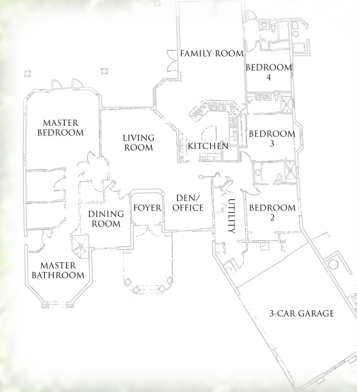 FAMILY ROOM
BEDROOM
4
MASTER
BEDROOM
LIVING
ROOM
KITCHEN
BEDROOM
3
DINING
ROOM
FOYER
DEN/
OFFICE
UTILITY
BEDROOM
2
MASTER
BATHROOM
3-CAR GARAGE